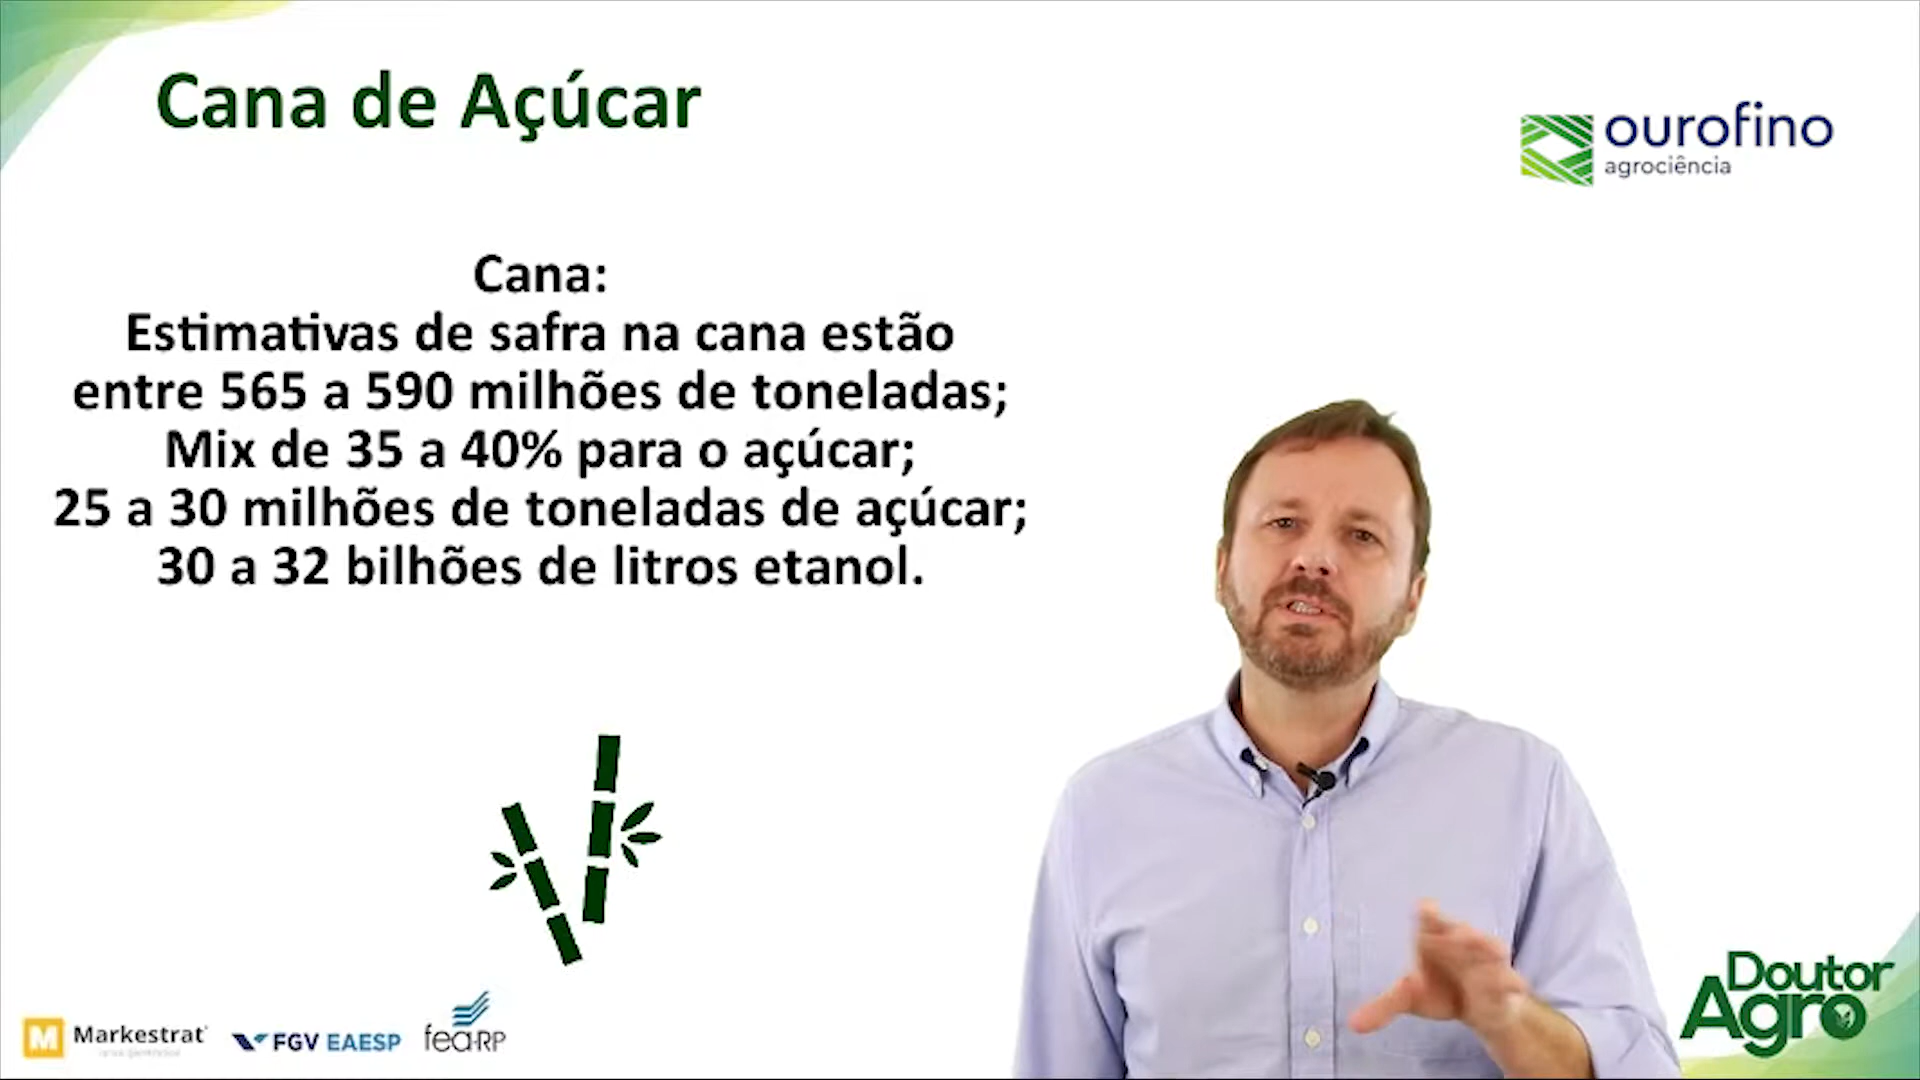 Cana de Açúcar
ourofino
agrociência
Cana:
Estimativas de safra na cana estão
entre 565 a 590 milhões de toneladas;
Mix de 35 a 40% para o açúcar;
25 a 30 milhões de toneladas de açúcar;
30 a 32 bilhões de litros etanol.
Markestrat
FGV EAESP
fearp
Doutor
Agro